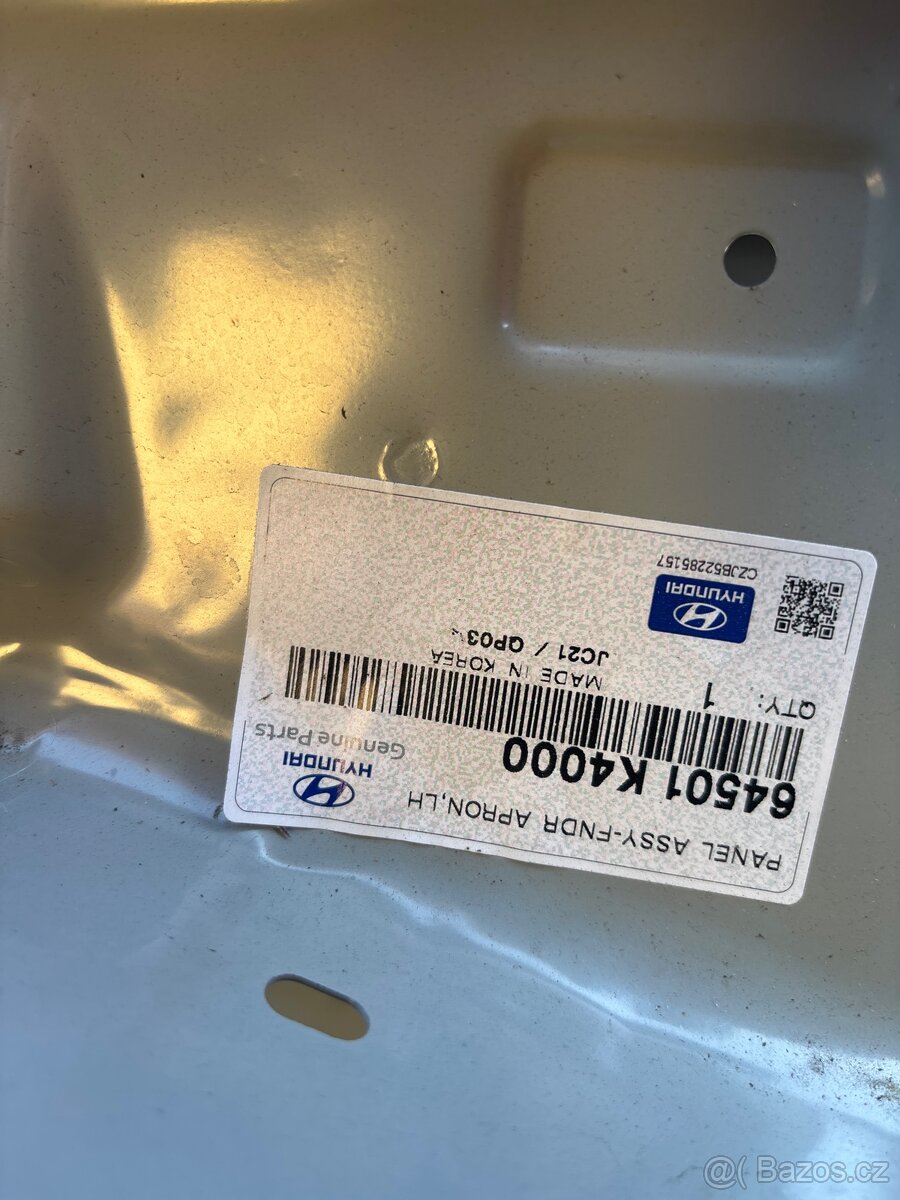 PANEL ASSY-FNDR APRON,LH
64501 K4000
HYUNDAI
Genuine Parts
QTY: 1
MADE IN KOREA
JC21 / QP03
HYUNDAI
CZJB52285157
@( Bazos.cz